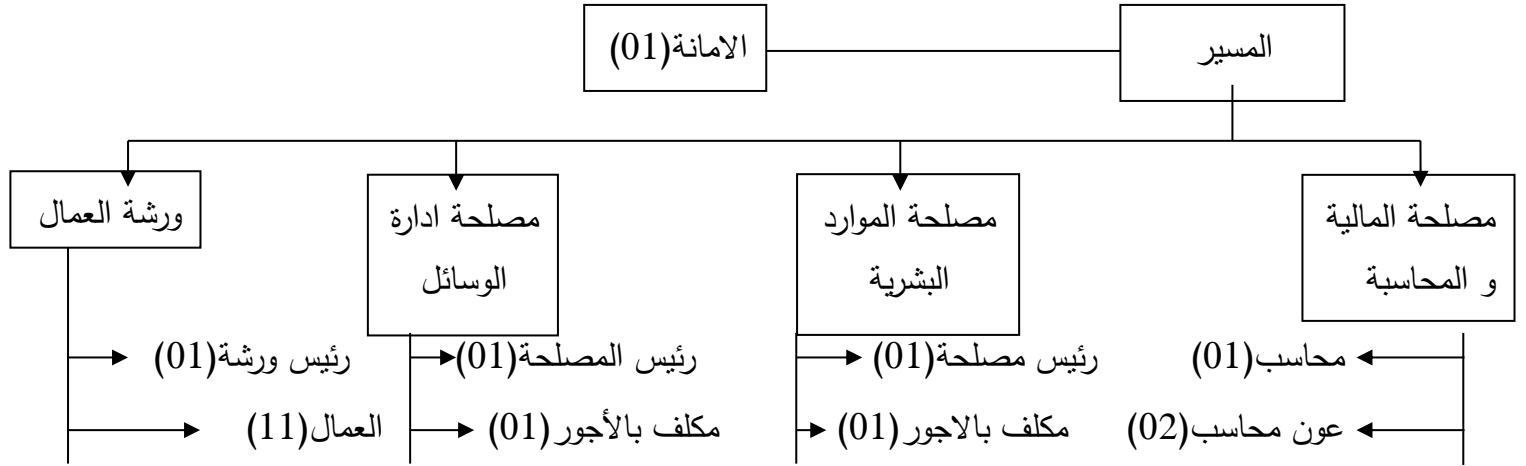 المسير
الامانة(01)
مصلحة المالية
و المحاسبة
مصلحة الموارد
البشرية
مصلحة ادارة
الوسائل
ورشة العمال
محاسب(01)
عون محاسب(02)
رئيس مصلحة(01)
مكلف بالاجور(01)
رئيس المصلحة(01)
مكلف بالأجور(01)
رئيس ورشة(01)
العمال(11)